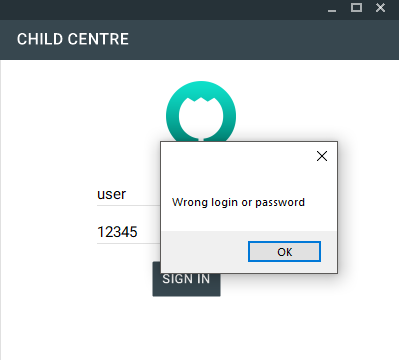 CHILD CENTRE
Wrong login or password
user
12345
OK
SIGN IN